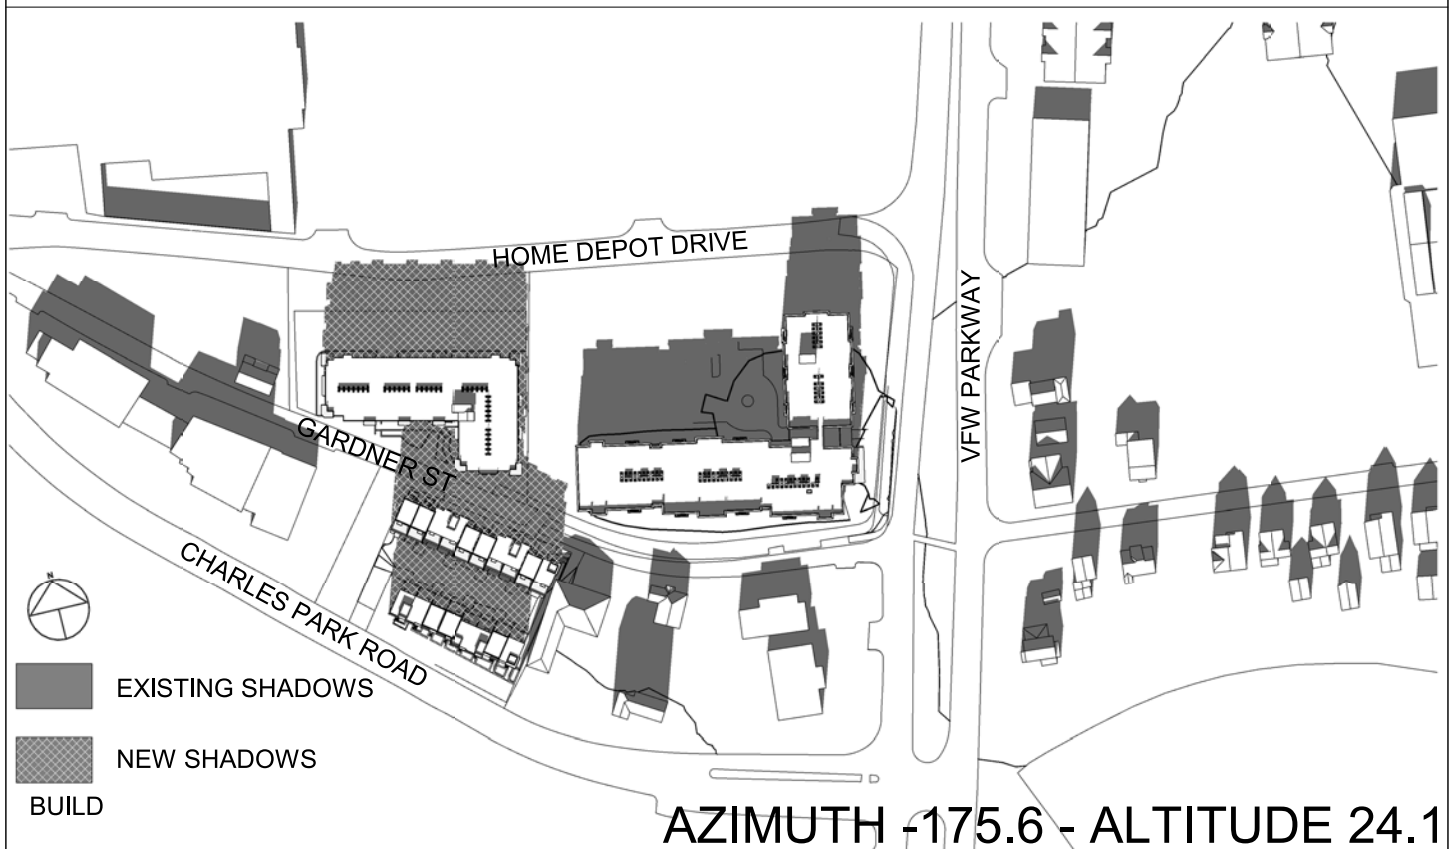 HOME DEPOT DRIVE
VFW PARKWAY
GARDNER ST
CHARLES PARK ROAD
N
EXISTING SHADOWS
NEW SHADOWS
BUILD
AZIMUTH -175.6 - ALTITUDE 24.1